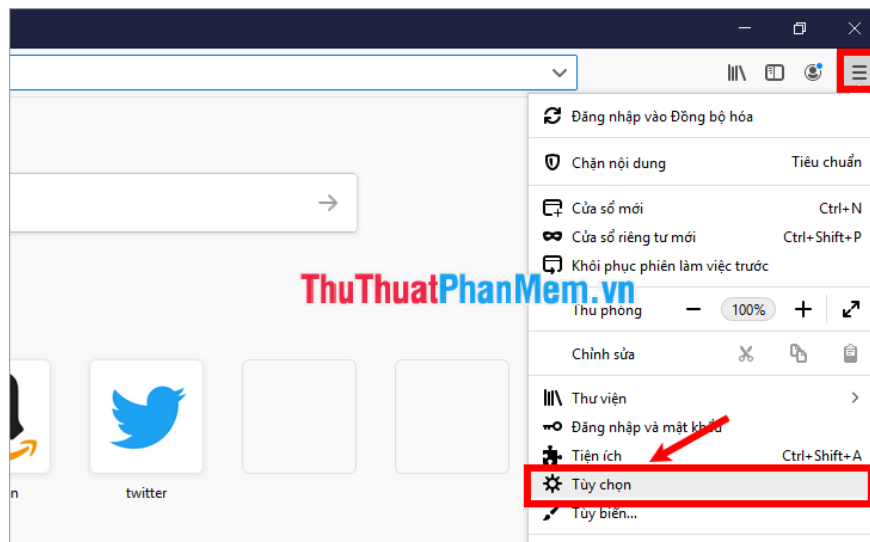 Đăng nhập vào Đồng bộ hóa
Chặn nội dung Tiêu chuẩn
Cửa sổ mới Ctrl+N
Cửa sổ riêng tư mới Ctrl+Shift+P
Khôi phục phiên làm việc trước
ThuThuatPhanMem.vn
Thu phóng 100%
Chỉnh sửa
Thư viện
Đăng nhập và mật khẩu
Tiện ích Ctrl+Shift+A
Tùy chọn
n twitter
Tùy biến...